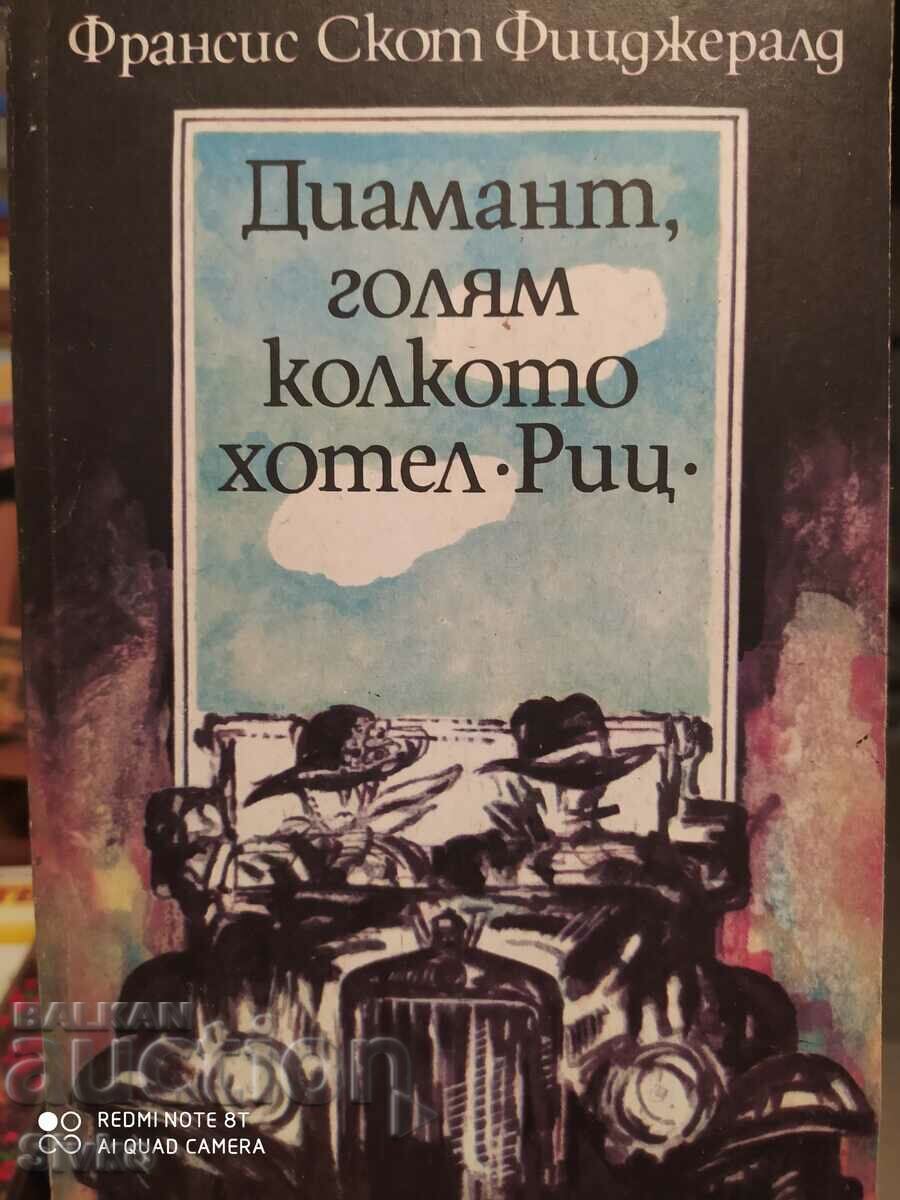 Франсис Скот Фицджералд
Диамант,
голям
колкото
хотел •Риц•
BALKAN
auction
REDMI NOTE 8T
AI QUAD CAMERA